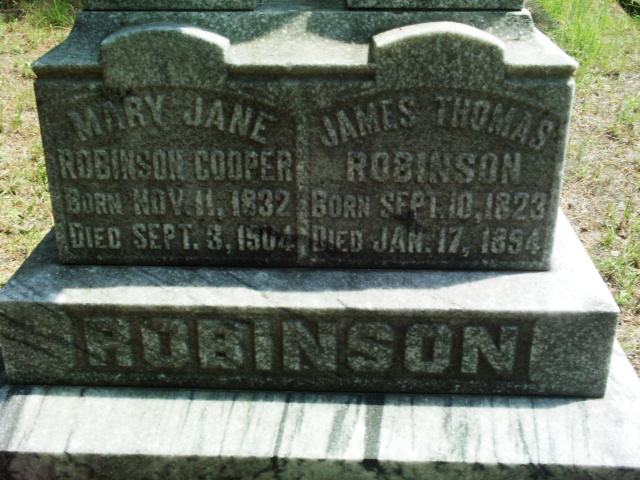 MARY JANE
ROBINSON COOPER
BORN NOV. 11, 1832
DIED SEPT. 3, 1904
JAMES THOMAS
ROBINSON
BORN SEPT. 10, 1823
DIED JAN. 17, 1894
ROBINSON